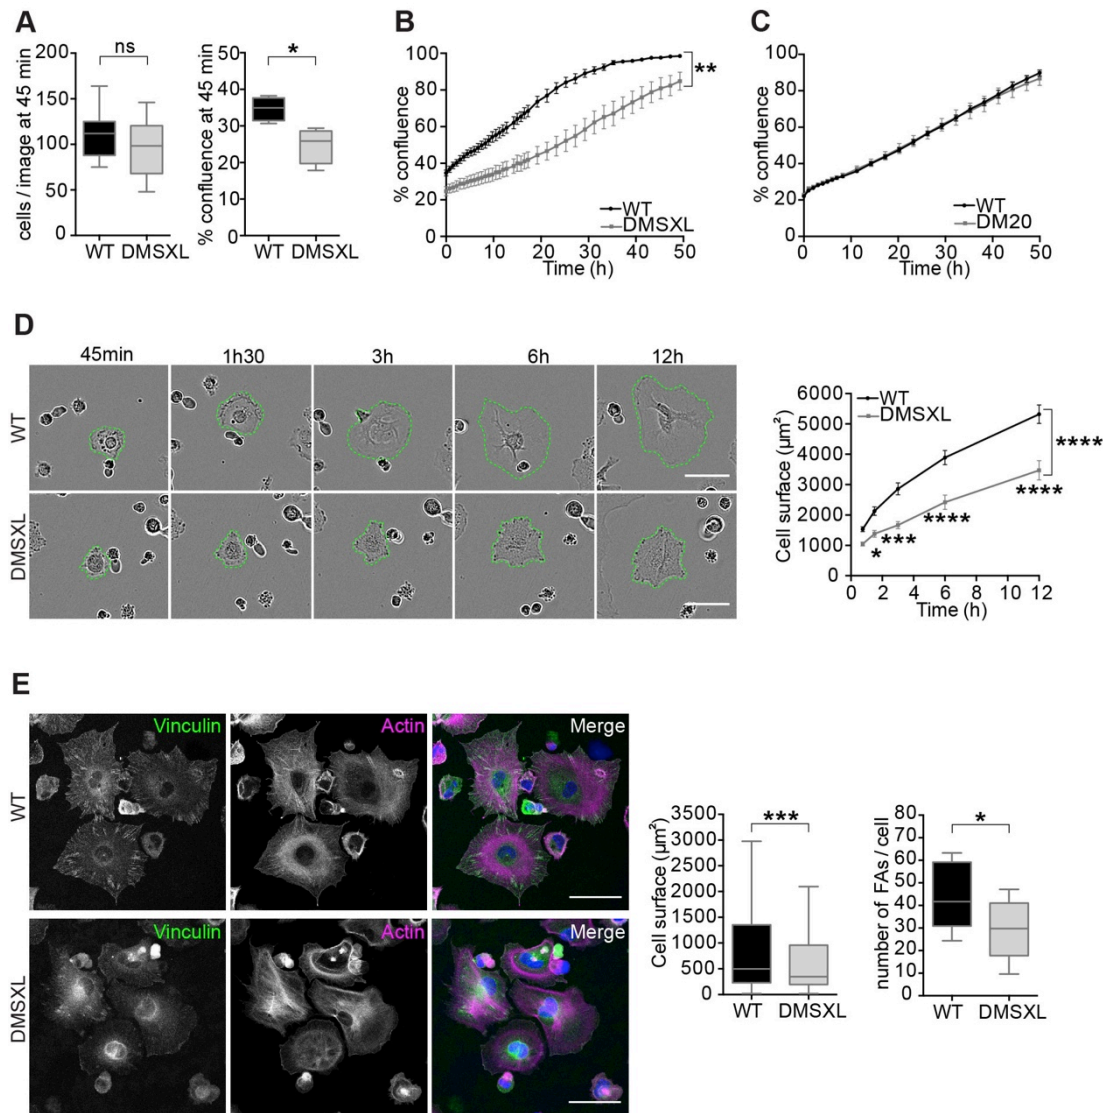 A
cells / image at 45 min
200
150
100
50
0
ns
WT DMSXL
% confluence at 45 min
50
40
30
20
10
0
*
WT DMSXL
B
% confluence
100
80
60
40
20
0
**
WT
DMSXL
0 10 20 30 40 50
Time (h)
C
% confluence
100
80
60
40
20
0
WT
DM20
0 10 20 30 40 50
Time (h)
D
45min 1h30 3h 6h 12h
WT
DMSXL
Cell surface (µm²)
6000
5000
4000
3000
2000
1000
0
WT
DMSXL
****
****
****
***
*
0 2 4 6 8 10 12
Time (h)
E
WT
Vinculin Actin Merge
DMSXL
Vinculin Actin Merge
Cell surface (µm²)
3500
3000
2500
2000
1500
1000
500
0
***
WT DMSXL
number of FAs / cell
80
70
60
50
40
30
20
10
0
*
WT DMSXL